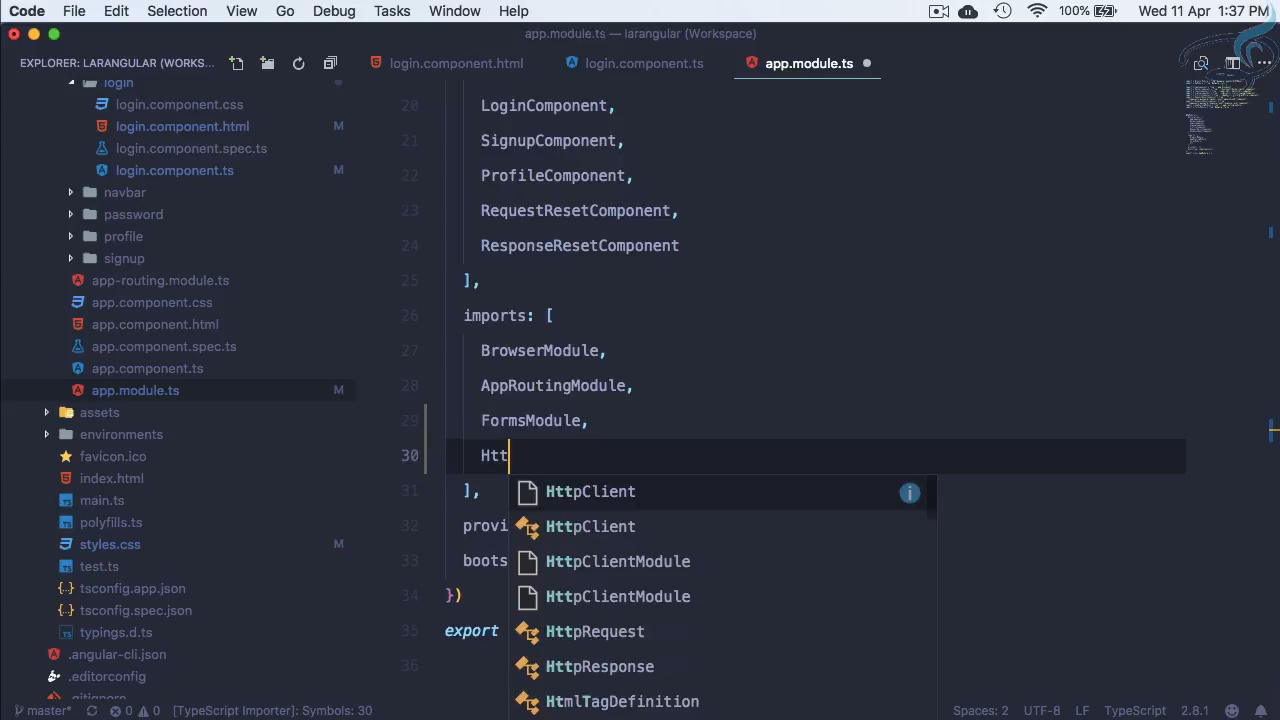 Code File Edit Selection View Go Debug Tasks Window Help 100% Wed 11 Apr 1:37 PM
app.module.ts — larangular (Workspace)
EXPLORER: LARANGULAR (WORKS...
login.component.html
login.component.ts
app.module.ts
login
login.component.css
login.component.html M
login.component.spec.ts
login.component.ts M
navbar
password
profile
signup
app-routing.module.ts
app.component.css
app.component.html
app.component.spec.ts
app.component.ts
app.module.ts M
assets
environments
favicon.ico
index.html
main.ts
polyfills.ts
styles.css M
test.ts
tsconfig.app.json
tsconfig.spec.json
typings.d.ts
.angular-cli.json
.editorconfig
.gitignore
20 LoginComponent,
21 SignupComponent,
22 ProfileComponent,
23 RequestResetComponent,
24 ResponseResetComponent
25 ],
26 imports: [
27 BrowserModule,
28 AppRoutingModule,
29 FormsModule,
30 Htt
31 ],
32 provi
33 boots
34 })
35 export
36
HttpClient
HttpClient
HttpClientModule
HttpClientModule
HttpRequest
HttpResponse
HtmlTagDefinition
master* 0 0 [TypeScript Importer]: Symbols: 30 Spaces: 2 UTF-8 LF TypeScript 2.8.1